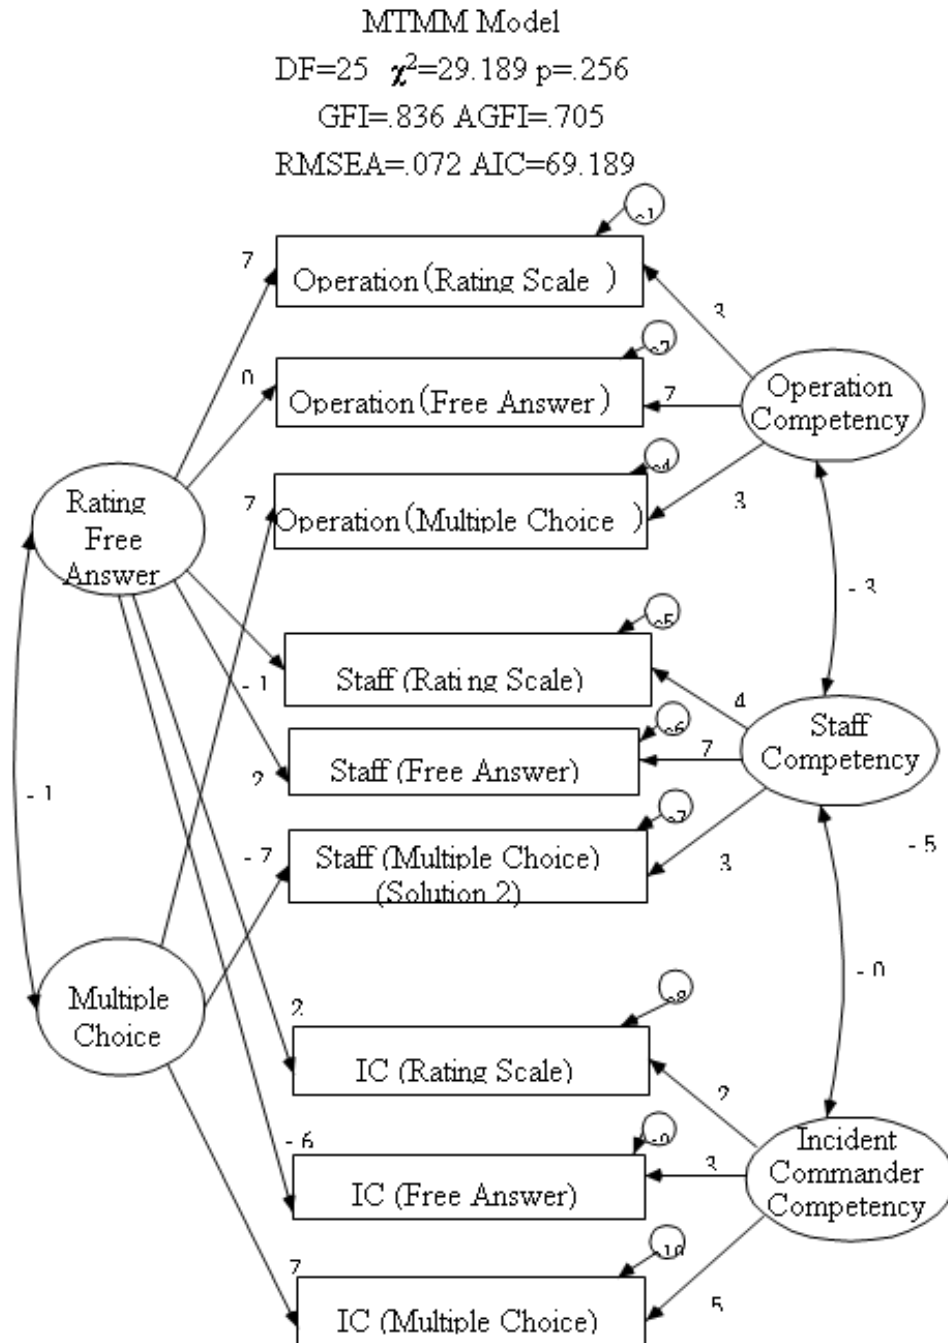 MTMM Model
DF=25 χ²=29.189 p=.256
GFI=.836 AGFI=.705
RMSEA=.072 AIC=69.189
7
Operation(Rating Scale )
3
0
Operation(Free Answer)
7
Operation
Competency
7
Operation(Multiple Choice )
3
Rating
Free
Answer
- 3
- 1
Staff (Rating Scale)
4
2
Staff (Free Answer)
7
Staff
Competency
- 1
- 7
Staff (Multiple Choice)
(Solution 2)
3
- 5
- 0
Multiple
Choice
2
IC (Rating Scale)
2
- 6
IC (Free Answer)
3
Incident
Commander
Competency
7
IC (Multiple Choice)
5